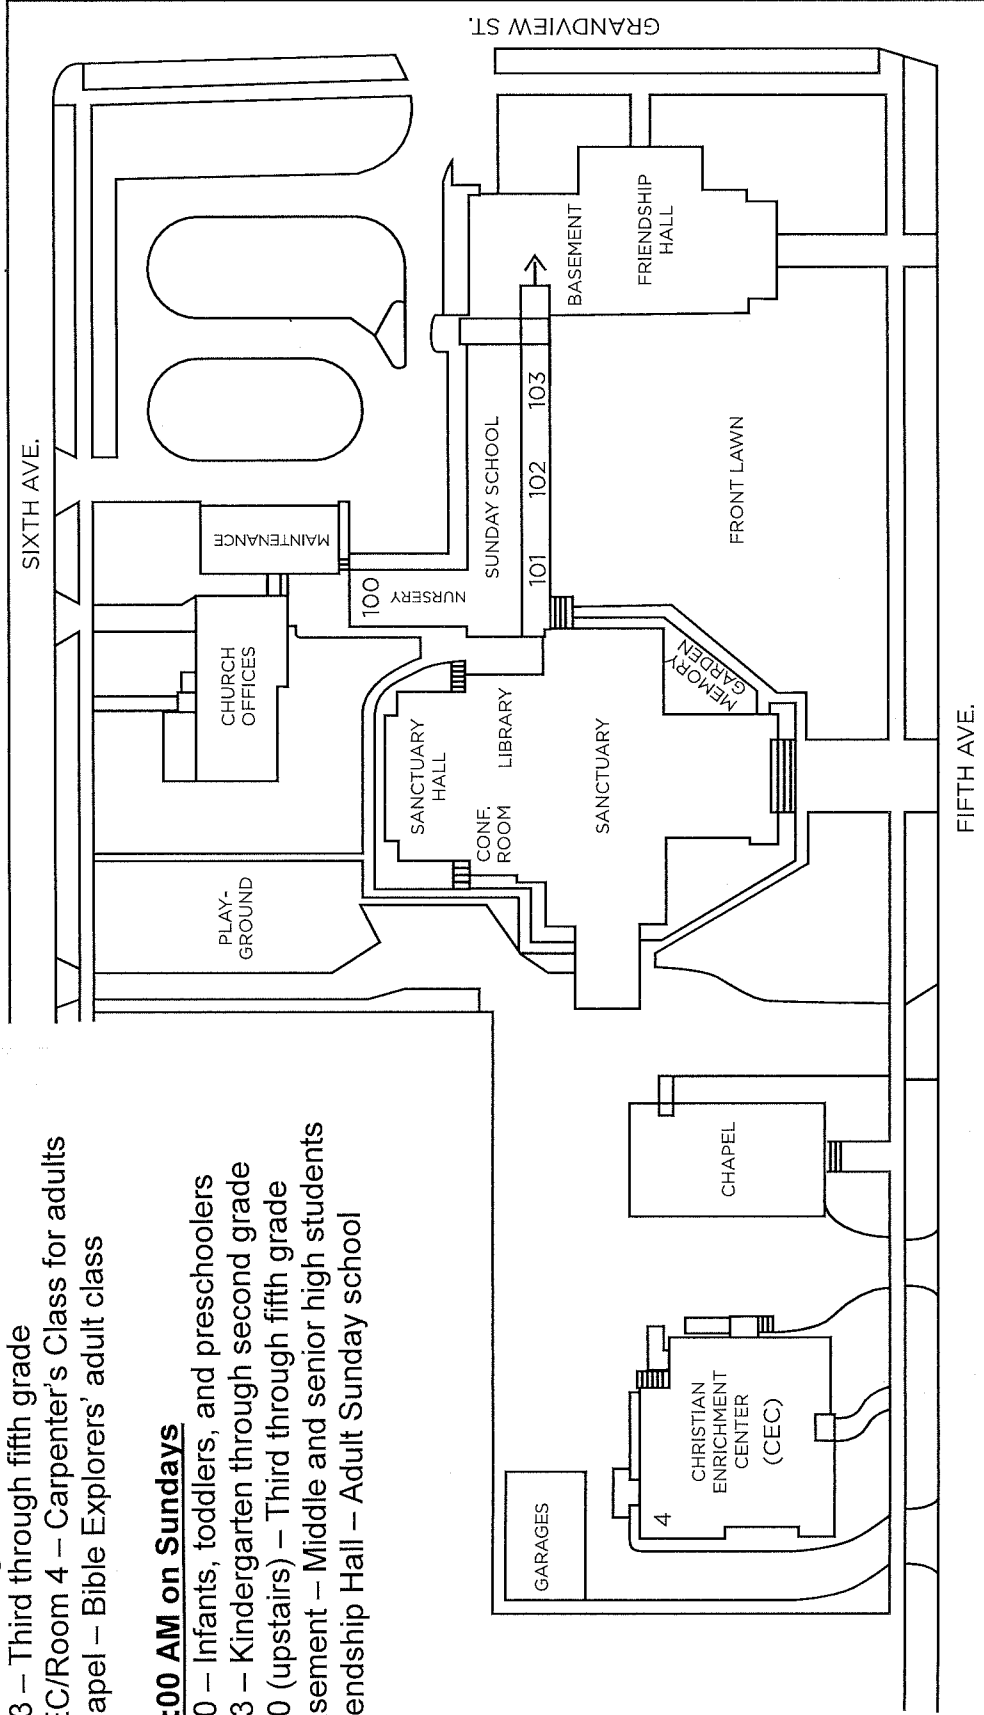 3 – Third through fifth grade
EC/Room 4 – Carpenter's Class for adults
apel – Bible Explorers' adult class
:00 AM on Sundays
0 – Infants, toddlers, and preschoolers
3 – Kindergarten through second grade
0 (upstairs) – Third through fifth grade
sement – Middle and senior high students
endship Hall – Adult Sunday school
SIXTH AVE.
GRANDVIEW ST.
PLAY-
GROUND
CHURCH
OFFICES
MAINTENANCE
100
NURSERY
SUNDAY SCHOOL
101
102
103
BASEMENT
FRIENDSHIP
HALL
SANCTUARY
HALL
CONF.
ROOM
LIBRARY
SANCTUARY
MEMORY
GARDEN
FRONT LAWN
GARAGES
4
CHRISTIAN
ENRICHMENT
CENTER
(CEC)
CHAPEL
FIFTH AVE.